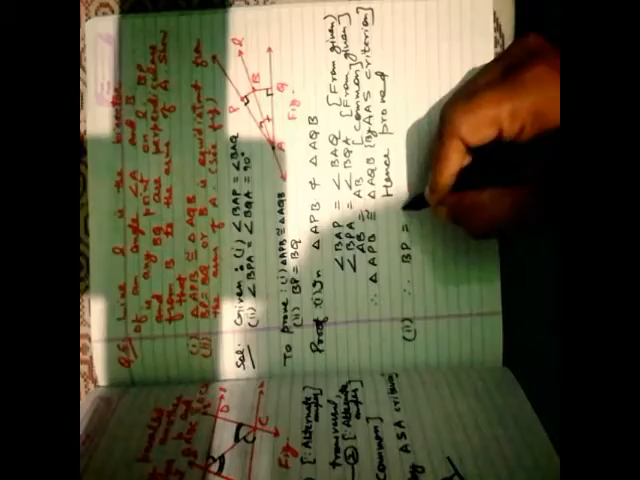 Q.5. Line l is the bisector
of an angle ∠A and B
is any point on l. BP
and BQ are perpendiculars
from B to the arms of A show
that
(i) △APB ≅ △AQB
(ii) BP = BQ or B is equidistant from
the arms of A. (See fig)
Sol. Given : (i) ∠BAP = ∠BAQ
(ii) ∠BPA = ∠BQA = 90°
To prove : (i) △APB ≅ △AQB
(ii) BP = BQ
P
l
B
A
Q
Fig.
Proof : (i) In △APB & △AQB
∠BAP = ∠BAQ [From given)
∠BPA = ∠BQA [From given]
AB = AB [common]
∴ △APB ≅ △AQB [By AAS criterion]
Hence proved
(ii) ∴ BP =
D
C
Fig.
[∵ Alternate
angles]
transversal,
② [∵ Alternate
angles]
common]
by ASA criterion